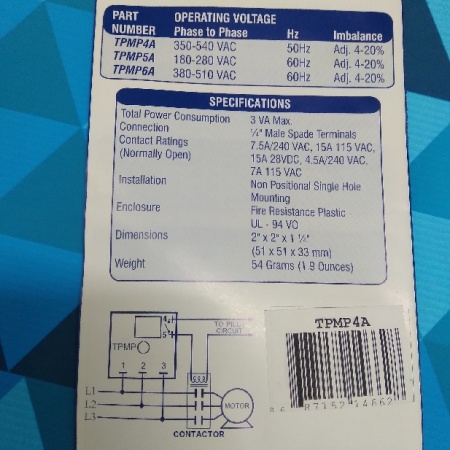 PART NUMBER OPERATING VOLTAGE
Phase to Phase Hz Imbalance
TPMP4A 350-540 VAC 50Hz Adj. 4-20%
TPMP5A 180-280 VAC 60Hz Adj. 4-20%
TPMP6A 380-510 VAC 60Hz Adj. 4-20%
SPECIFICATIONS
Total Power Consumption 3 VA Max.
Connection ¼" Male Spade Terminals
Contact Ratings 7.5A/240 VAC, 15A 115 VAC,
(Normally Open) 15A 28VDC, 4.5A/240 VAC,
7A 115 VAC
Installation Non Positional Single Hole
Mounting
Enclosure Fire Resistance Plastic
UL - 94 VO
Dimensions 2" x 2" x 1 ¼"
(51 x 51 x 33 mm)
Weight 54 Grams (1.9 Ounces)
4
5
TO PILOT
CIRCUIT
TPMP
1 2 3
L1
L2
L3
MOTOR
CONTACTOR
TPMP4A
87152 14662